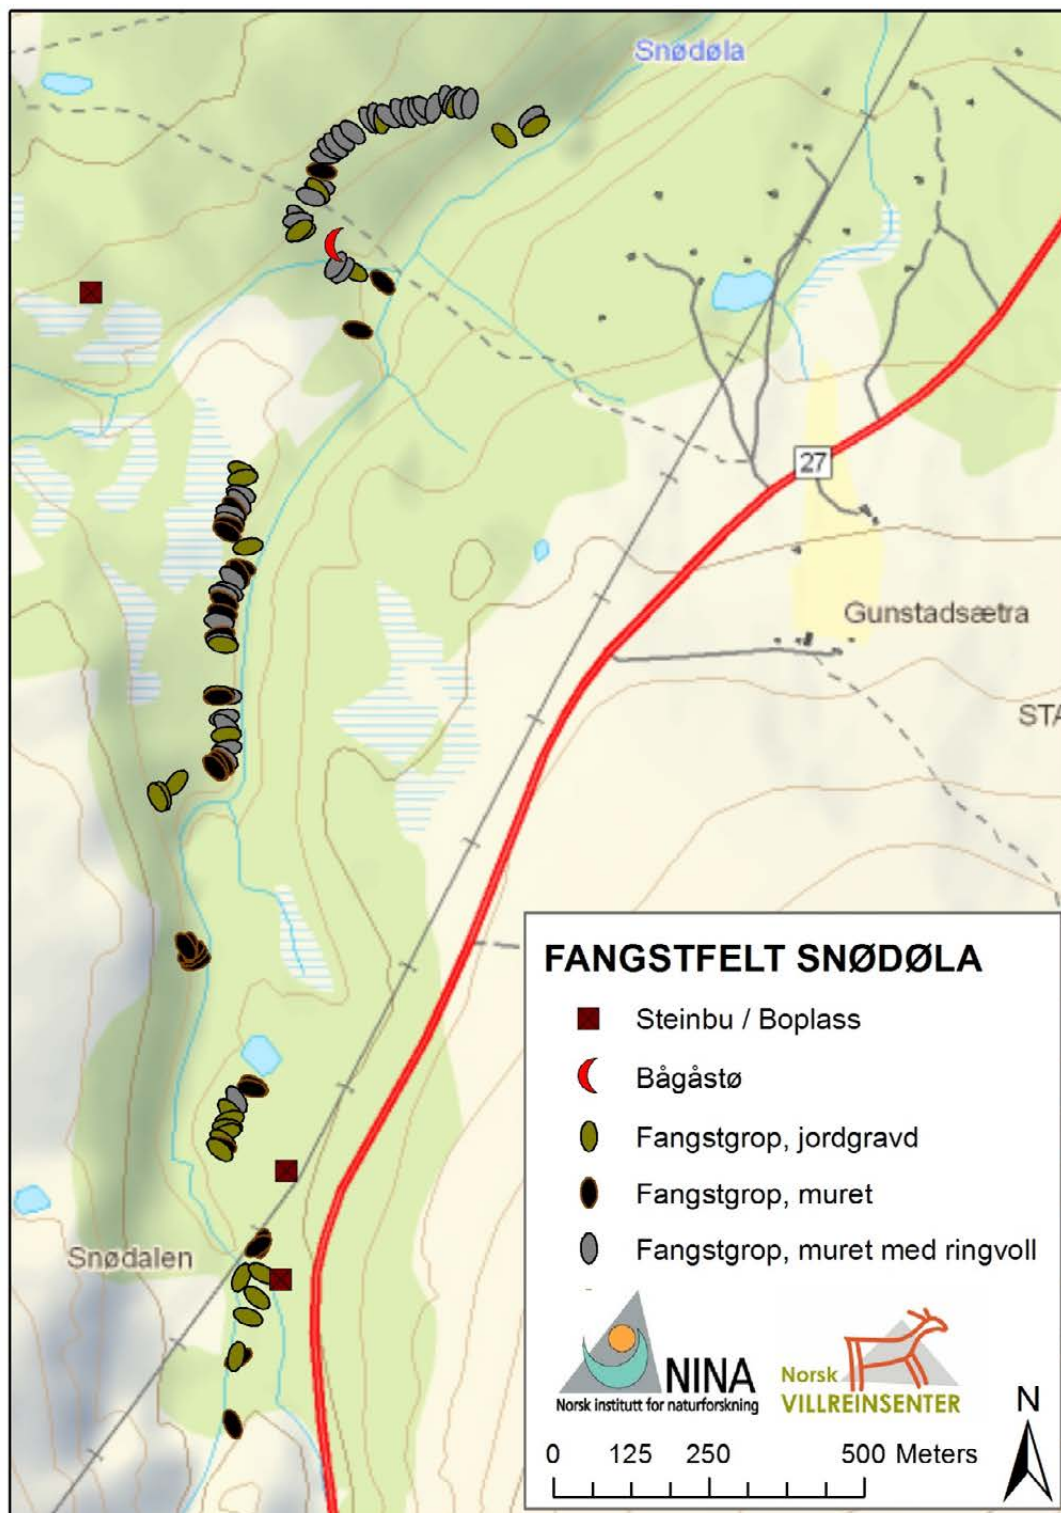 Snødøla
27
Gunstadsætra
STA
Snødalen
FANGSTFELT SNØDØLA
Steinbu / Boplass
Bågåstø
Fangstgrop, jordgravd
Fangstgrop, muret
Fangstgrop, muret med ringvoll
NINA
Norsk institutt for naturforskning
Norsk
VILLREINSENTER
N
0 125 250 500 Meters